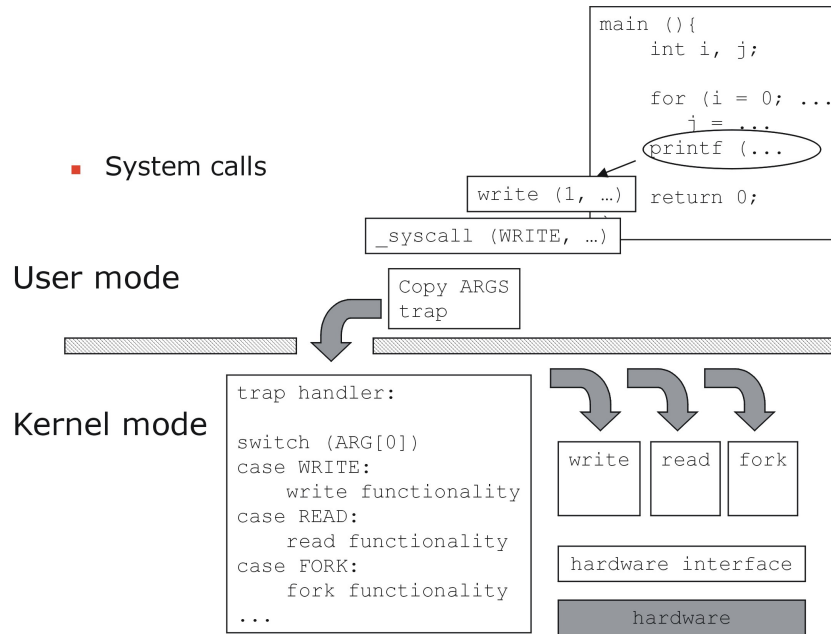 main (){
int i, j;
for (i = 0; ...
j = ...
printf (...
return 0;
System calls
write (1, …)
_syscall (WRITE, …)
User mode
Copy ARGS
trap
Kernel mode
trap handler:
switch (ARG[0])
case WRITE:
write functionality
case READ:
read functionality
case FORK:
fork functionality
...
write
read
fork
hardware interface
hardware